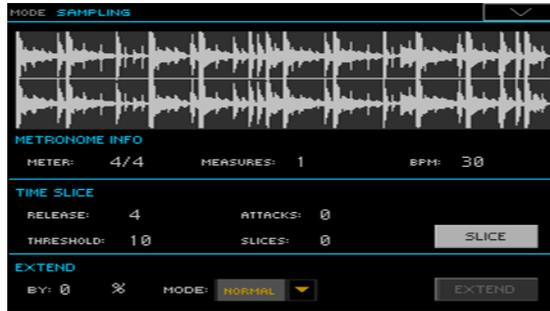 MODE SAMPLING
METRONOME INFO
METER: 4/4 MEASURES: 1 BPM: 30
TIME SLICE
RELEASE: 4 ATTACKS: 0
THRESHOLD: 10 SLICES: 0 SLICE
EXTEND
BY: 0 % MODE: NORMAL EXTEND